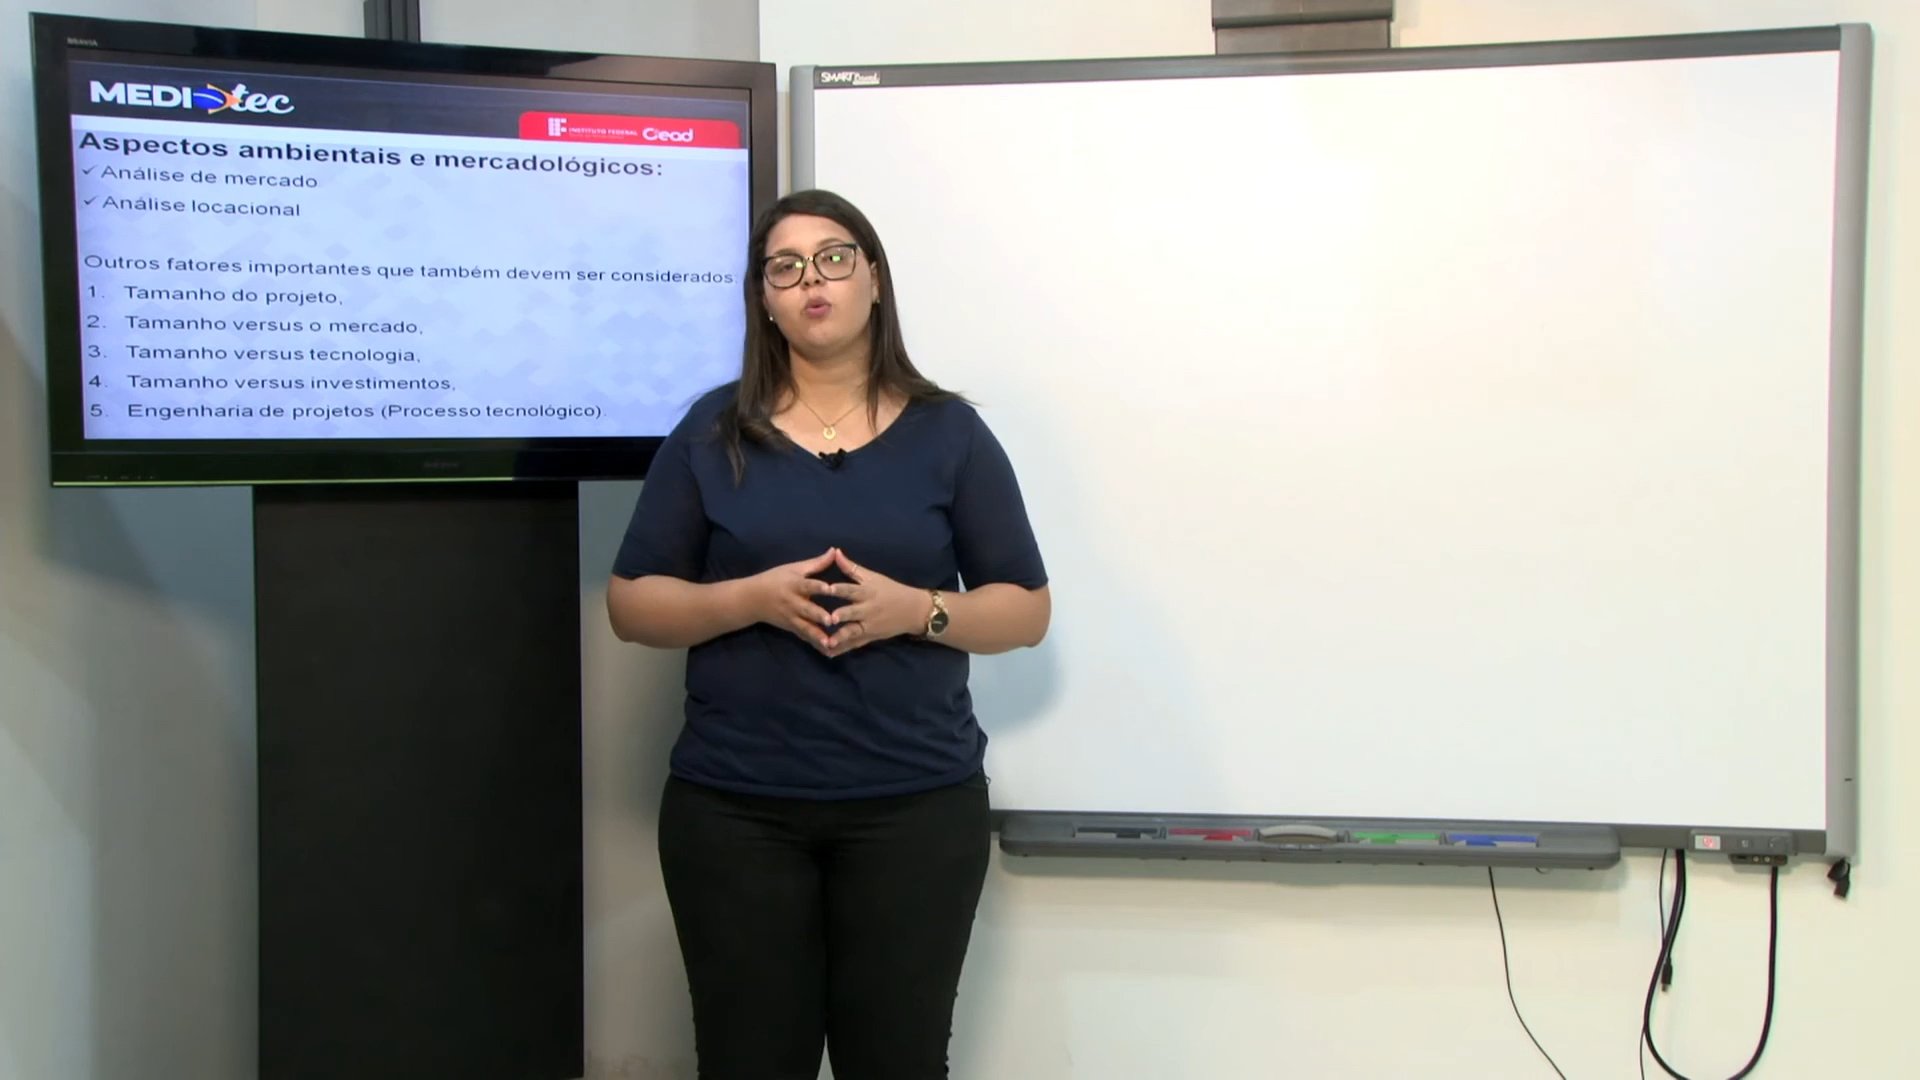 BRAVIA
MEDIOtec
INSTITUTO FEDERAL
Cead
Aspectos ambientais e mercadológicos:
✓ Análise de mercado
✓ Análise locacional
Outros fatores importantes que também devem ser considerados:
1. Tamanho do projeto,
2. Tamanho versus o mercado,
3. Tamanho versus tecnologia,
4. Tamanho versus investimentos,
5. Engenharia de projetos (Processo tecnológico).
SMART Board